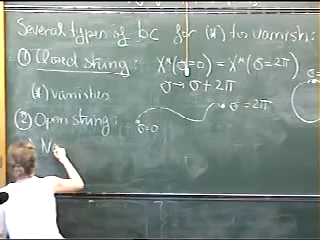 Several types of bc for (*) to vanish:
① Closed string: X^μ(σ=0) = X^μ(σ=2π)
σ → σ + 2π
(*) vanishes
② Open string: σ=0 σ=2π